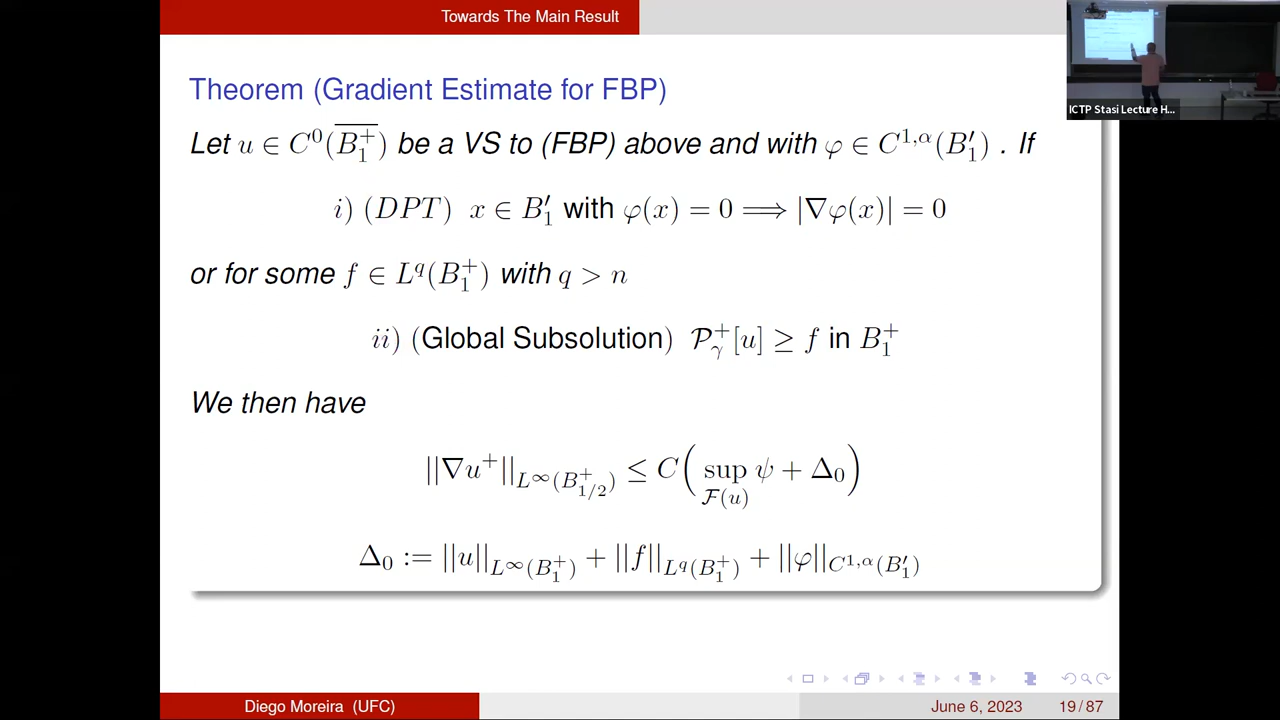 Towards The Main Result
ICTP Stasi Lecture H...
Theorem (Gradient Estimate for FBP)
Let u ∈ C⁰(\overline{B₁⁺}) be a VS to (FBP) above and with φ ∈ C^{1,α}(B′₁) . If
i) (DPT) x ∈ B′₁ with φ(x) = 0 ⟹ |∇φ(x)| = 0
or for some f ∈ L^q(B₁⁺) with q > n
ii) (Global Subsolution) 𝒫_γ⁺[u] ≥ f in B₁⁺
We then have
||∇u⁺||_{L^∞(B⁺_{1/2})} ≤ C( sup_{ℱ(u)} ψ + Δ₀ )
Δ₀ := ||u||_{L^∞(B₁⁺)} + ||f||_{L^q(B₁⁺)} + ||φ||_{C^{1,α}(B′₁)}
Diego Moreira (UFC)
June 6, 2023
19/87